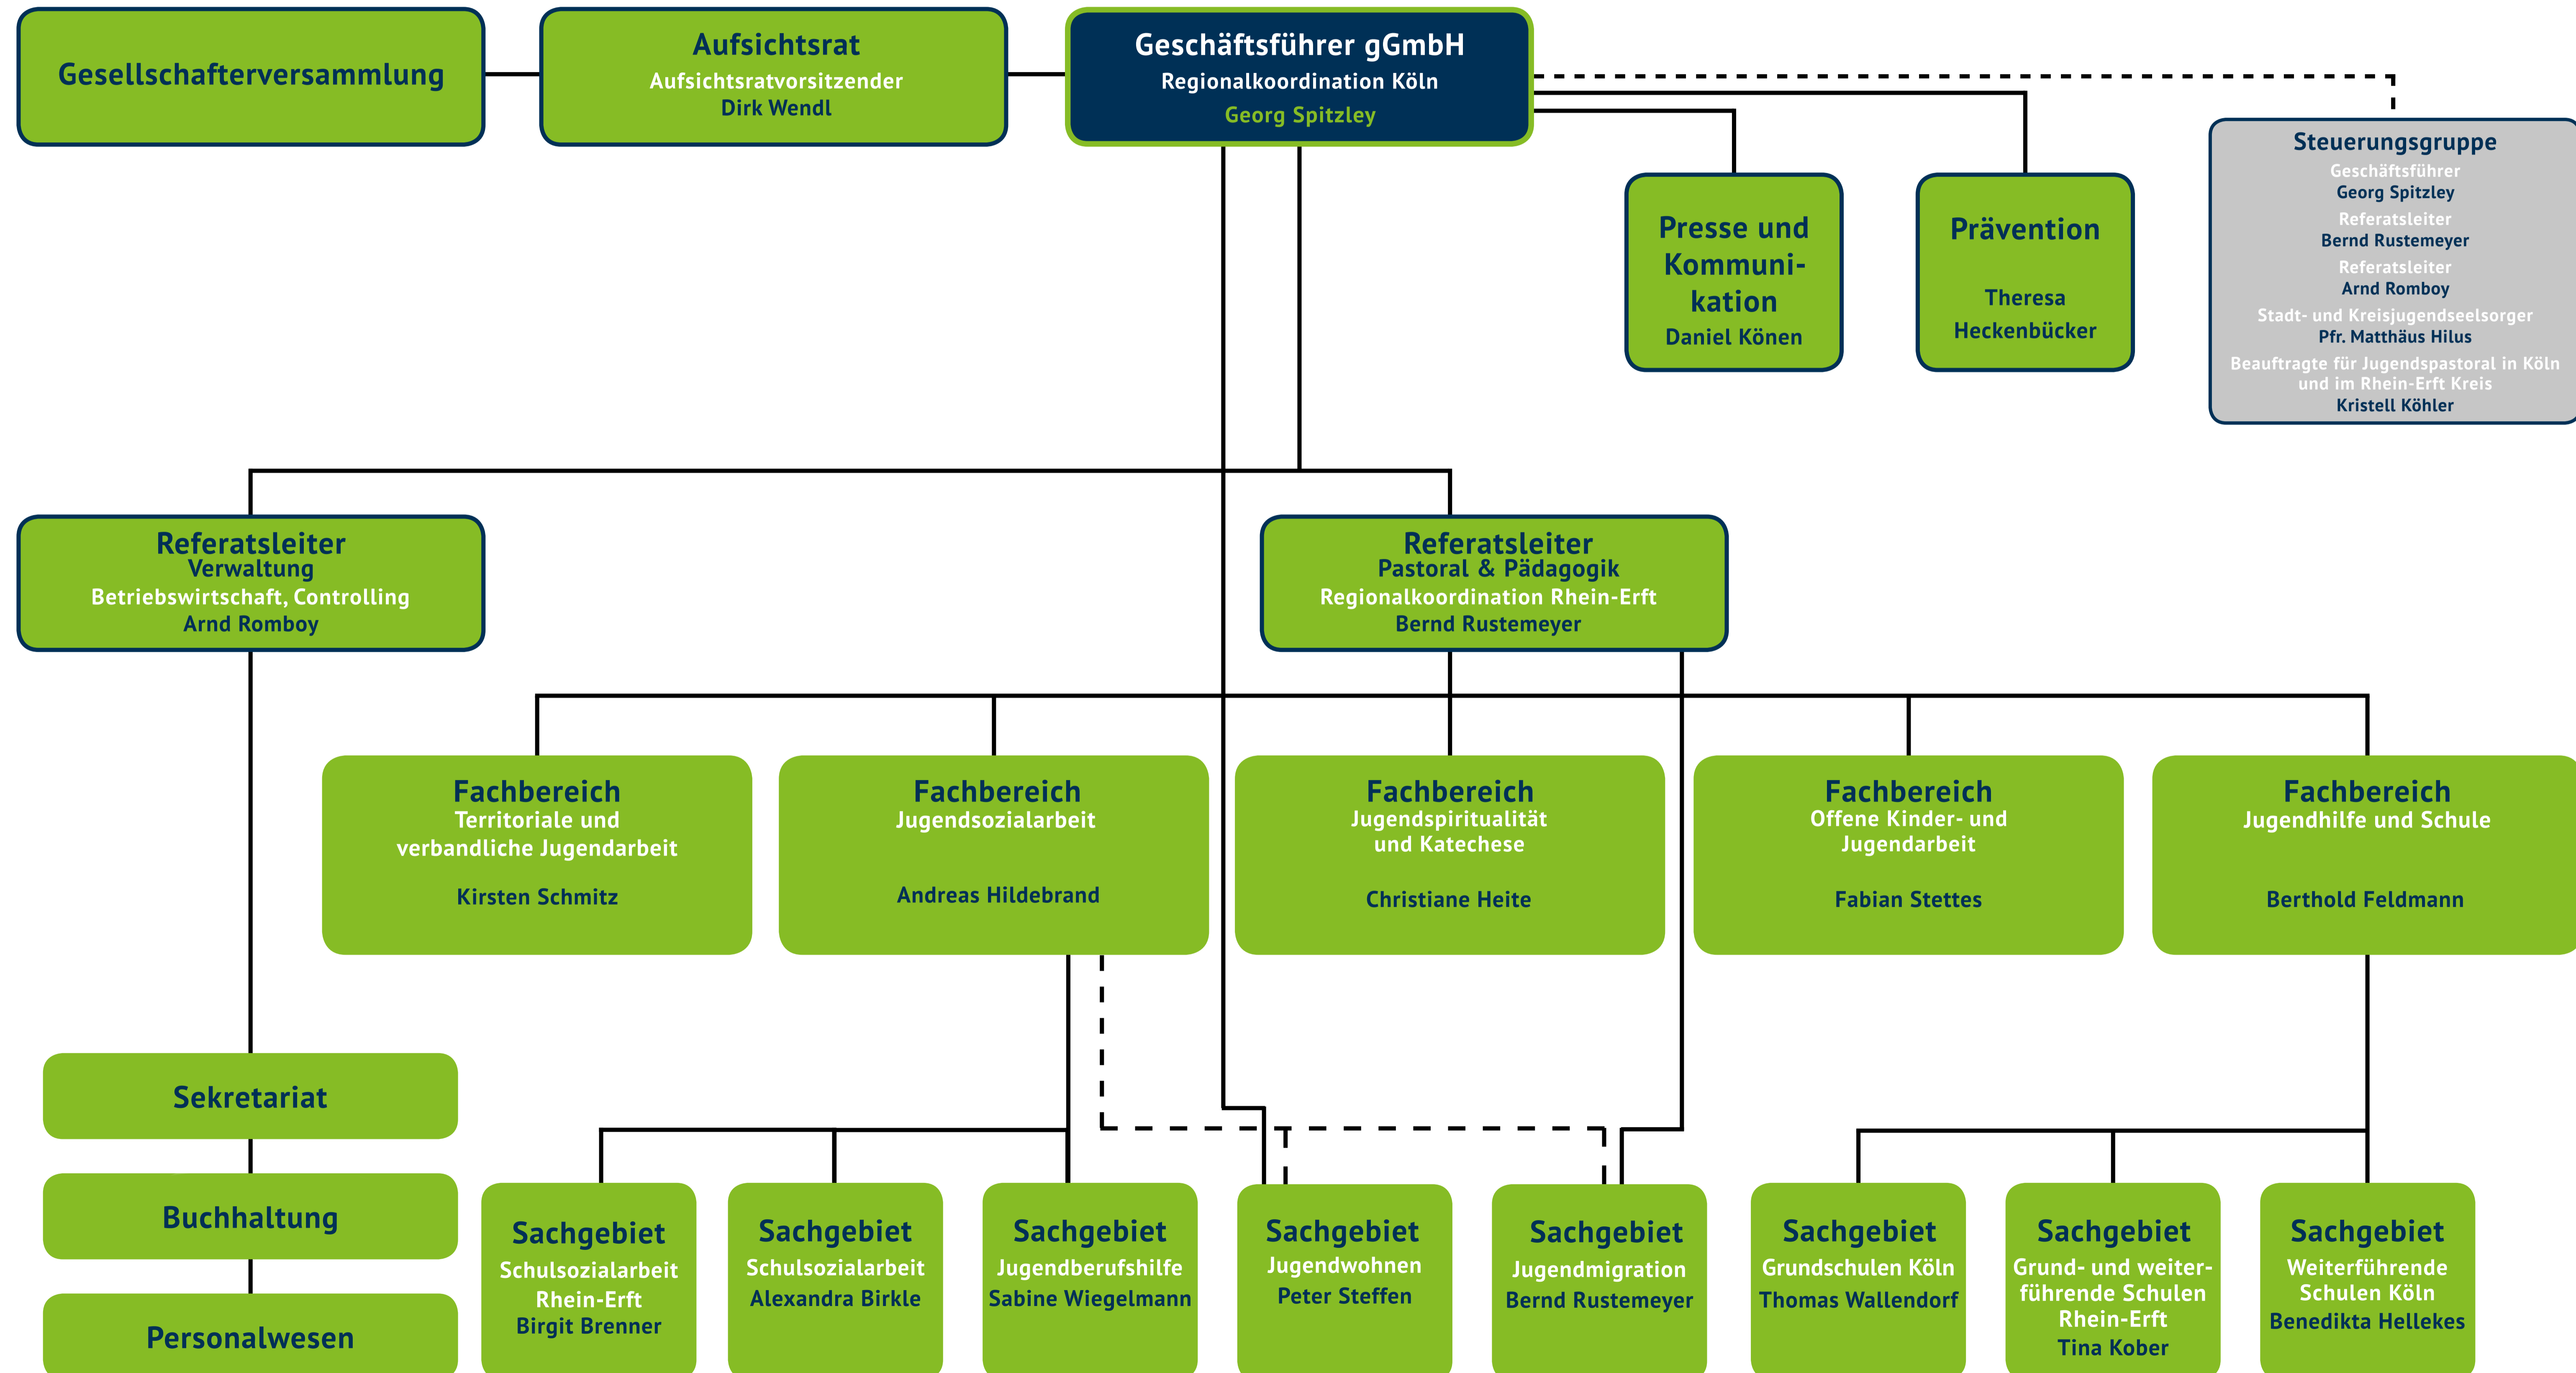 Gesellschafterversammlung
Aufsichtsrat
Aufsichtsratvorsitzender
Dirk Wendl
Geschäftsführer gGmbH
Regionalkoordination Köln
Georg Spitzley
Presse und
Kommuni-
kation
Daniel Könen
Prävention
Theresa
Heckenbücker
Steuerungsgruppe
Geschäftsführer
Georg Spitzley
Referatsleiter
Bernd Rustemeyer
Referatsleiter
Arnd Romboy
Stadt- und Kreisjugendseelsorger
Pfr. Matthäus Hilus
Beauftragte für Jugendspastoral in Köln
und im Rhein-Erft Kreis
Kristell Köhler
Referatsleiter
Verwaltung
Betriebswirtschaft, Controlling
Arnd Romboy
Referatsleiter
Pastoral & Pädagogik
Regionalkoordination Rhein-Erft
Bernd Rustemeyer
Fachbereich
Territoriale und
verbandliche Jugendarbeit
Kirsten Schmitz
Fachbereich
Jugendsozialarbeit
Andreas Hildebrand
Fachbereich
Jugendspiritualität
und Katechese
Christiane Heite
Fachbereich
Offene Kinder- und
Jugendarbeit
Fabian Stettes
Fachbereich
Jugendhilfe und Schule
Berthold Feldmann
Sekretariat
Buchhaltung
Personalwesen
Sachgebiet
Schulsozialarbeit
Rhein-Erft
Birgit Brenner
Sachgebiet
Schulsozialarbeit
Alexandra Birkle
Sachgebiet
Jugendberufshilfe
Sabine Wiegelmann
Sachgebiet
Jugendwohnen
Peter Steffen
Sachgebiet
Jugendmigration
Bernd Rustemeyer
Sachgebiet
Grundschulen Köln
Thomas Wallendorf
Sachgebiet
Grund- und weiter-
führende Schulen
Rhein-Erft
Tina Kober
Sachgebiet
Weiterführende
Schulen Köln
Benedikta Hellekes